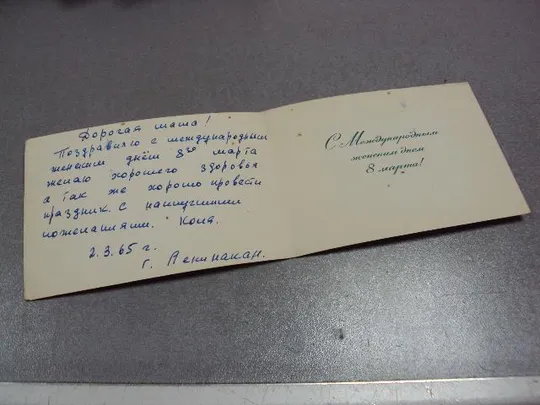 Дорогая маша!
Поздравляю с международным
женским днём 8го марта
желаю хорошего здоровья
а так же хорошо провести
праздник. С наилучшими
пожеланиями. Коля.
2.3.65 г.
г. Ленинакан.
С Международным
женским днем
8 марта!